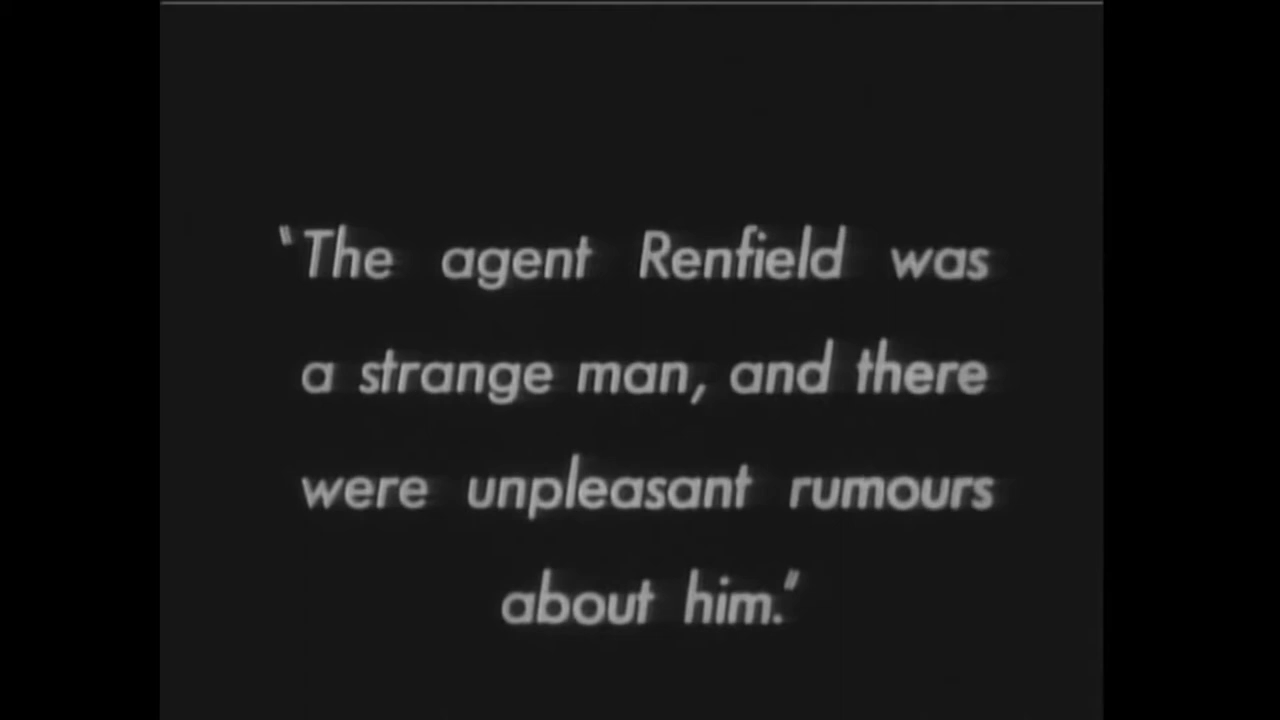 "The agent Renfield was
a strange man, and there
were unpleasant rumours
about him."